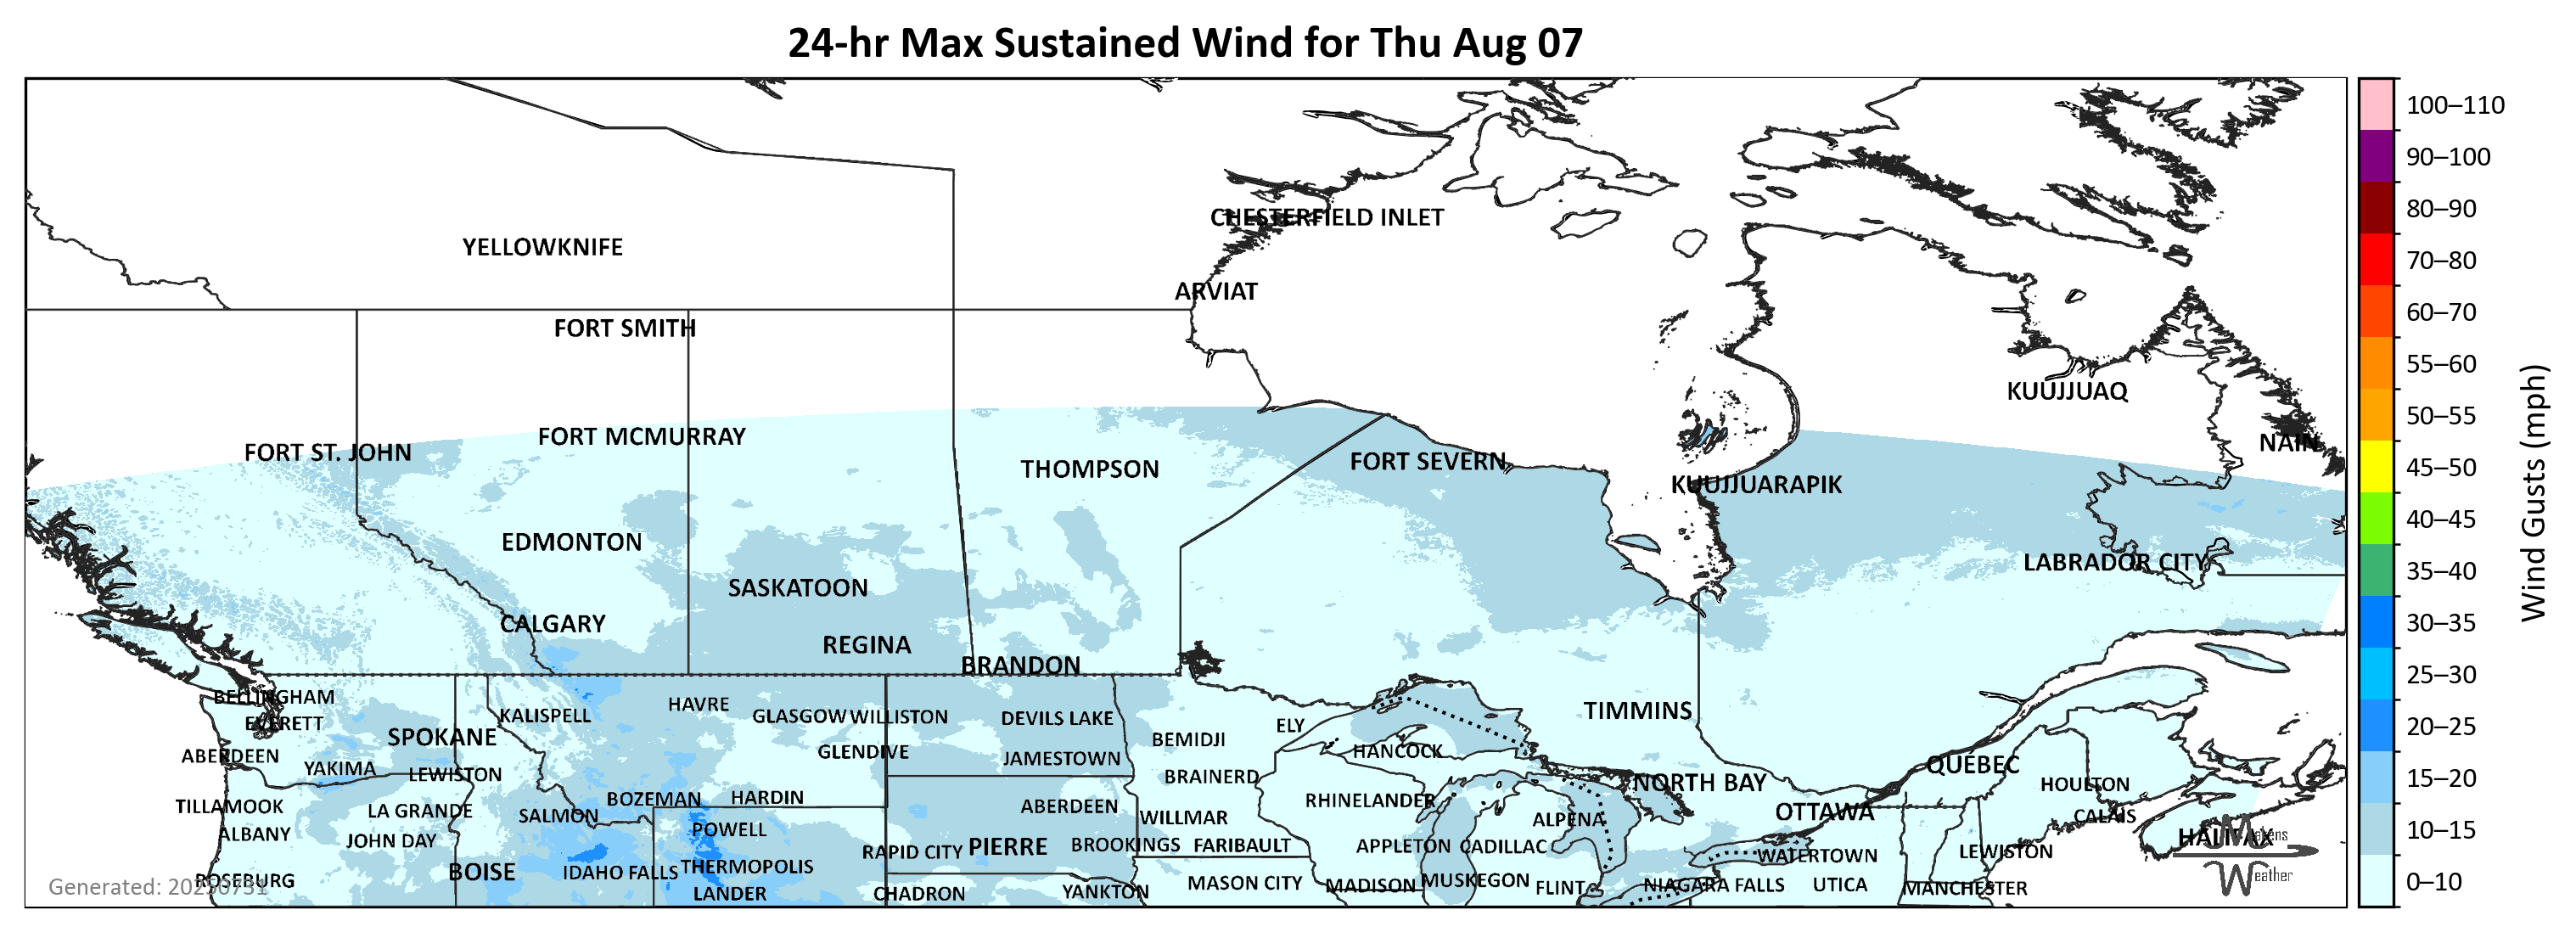 24-hr Max Sustained Wind for Thu Aug 07
100–110
90–100
CHESTERFIELD INLET
80–90
YELLOWKNIFE
70–80
ARVIAT
60–70
FORT SMITH
55–60
KUUJJUAQ
50–55
FORT MCMURRAY
NAIN
FORT ST. JOHN
FORT SEVERN
THOMPSON
45–50
KUUJJUARAPIK
40–45
EDMONTON
LABRADOR CITY
35–40
SASKATOON
Wind Gusts (mph)
CALGARY
30–35
REGINA
BRANDON
25–30
BELLINGHAM
HAVRE
TIMMINS
KALISPELL
GLASGOW
WILLISTON
DEVILS LAKE
EVERETT
ELY
20–25
SPOKANE
BEMIDJI
GLENDIVE
HANCOCK
ABERDEEN
JAMESTOWN
QUÉBEC
YAKIMA
LEWISTON
BRAINERD
15–20
NORTH BAY
HOULTON
BOZEMAN
HARDIN
RHINELANDER
TILLAMOOK
LA GRANDE
ABERDEEN
OTTAWA
SALMON
WILLMAR
CALAIS
ALPENA
POWELL
10–15
ALBANY
HALIFAX
Makens
JOHN DAY
PIERRE
BROOKINGS
FARIBAULT
APPLETON
CADILLAC
RAPID CITY
LEWISTON
WATERTOWN
THERMOPOLIS
BOISE
IDAHO FALLS
Weather
ROSEBURG
MUSKEGON
0–10
MASON CITY
MADISON
NIAGARA FALLS
UTICA
Generated: 20250731
FLINT
MANCHESTER
LANDER
CHADRON
YANKTON